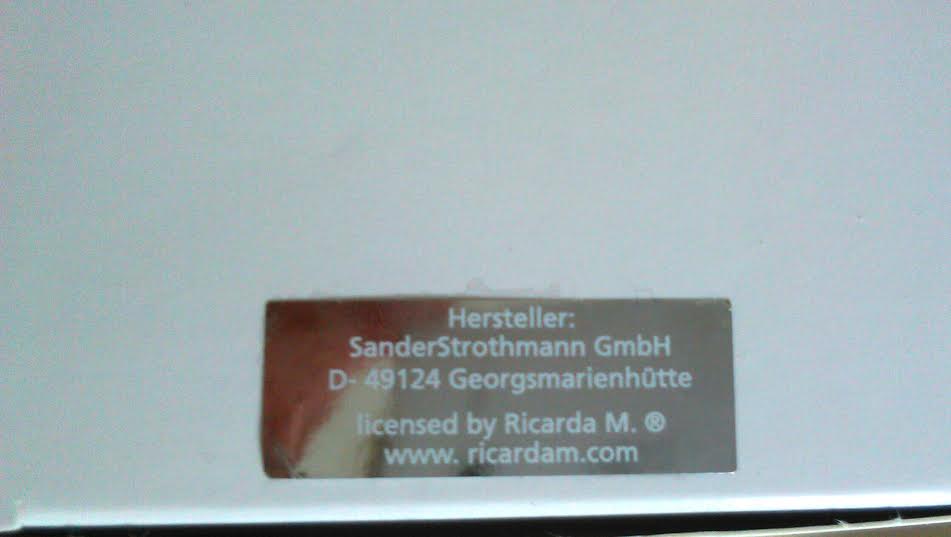 Hersteller:
SanderStrothmann GmbH
D- 49124 Georgsmarienhütte
licensed by Ricarda M. ®
www. ricardam.com